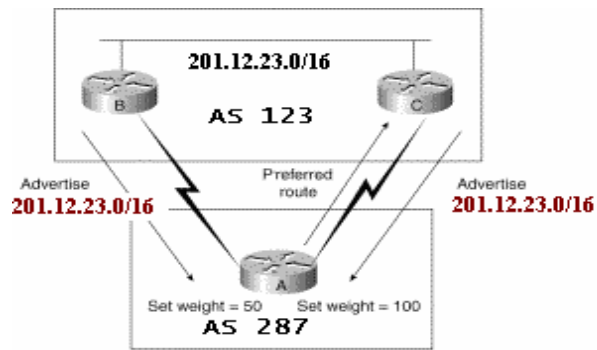 201.12.23.0/16
B
C
AS 123
Preferred
route
Advertise
201.12.23.0/16
Advertise
201.12.23.0/16
A
Set weight = 50
Set weight = 100
AS 287